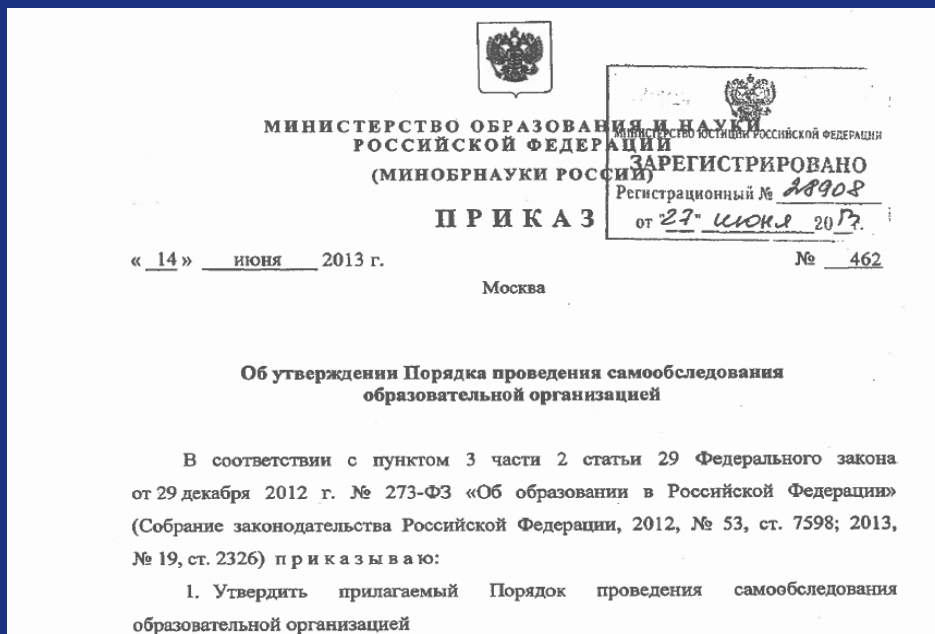 МИНИСТЕРСТВО ОБРАЗОВАНИЯ И НАУКИ
РОССИЙСКОЙ ФЕДЕРАЦИИ
(МИНОБРНАУКИ РОССИИ)
МИНИСТЕРСТВО ЮСТИЦИИ РОССИЙСКОЙ ФЕДЕРАЦИИ
ЗАРЕГИСТРИРОВАНО
Регистрационный № 28908
от "27" июня 2013г.
ПРИКАЗ
« 14 » июня 2013 г.
№ 462
Москва
Об утверждении Порядка проведения самообследования
образовательной организацией
В соответствии с пунктом 3 части 2 статьи 29 Федерального закона
от 29 декабря 2012 г. № 273-ФЗ «Об образовании в Российской Федерации»
(Собрание законодательства Российской Федерации, 2012, № 53, ст. 7598; 2013,
№ 19, ст. 2326) п р и к а з ы в а ю:
1. Утвердить прилагаемый Порядок проведения самообследования
образовательной организацией